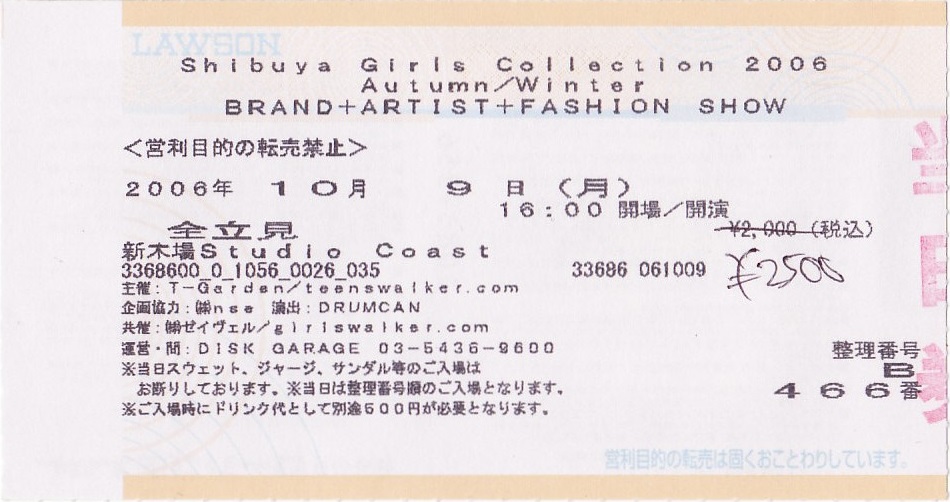 LAWSON
Shibuya Girls Collection 2006
Autumn/Winter
BRAND+ARTIST+FASHION SHOW
<営利目的の転売禁止>
2006年 10月 9日(月)
16:00 開場/開演
全立見
¥2,000(税込)
新木場Studio Coast
¥2500
3368600_0_1056_0026_035 33686 061009
主催:T-Garden/teenswalker.com
企画協力:㈱nse 演出:DRUMCAN
共催:㈱ゼイヴェル/girlswalker.com
運営・問:DISK GARAGE 03-5436-9600
整理番号
※当日スウェット、ジャージ、サンダル等のご入場は
B
お断りしております。※当日は整理番号順のご入場となります。
466番
※ご入場時にドリンク代として別途500円が必要となります。
営利目的の転売は固くおことわりしています。